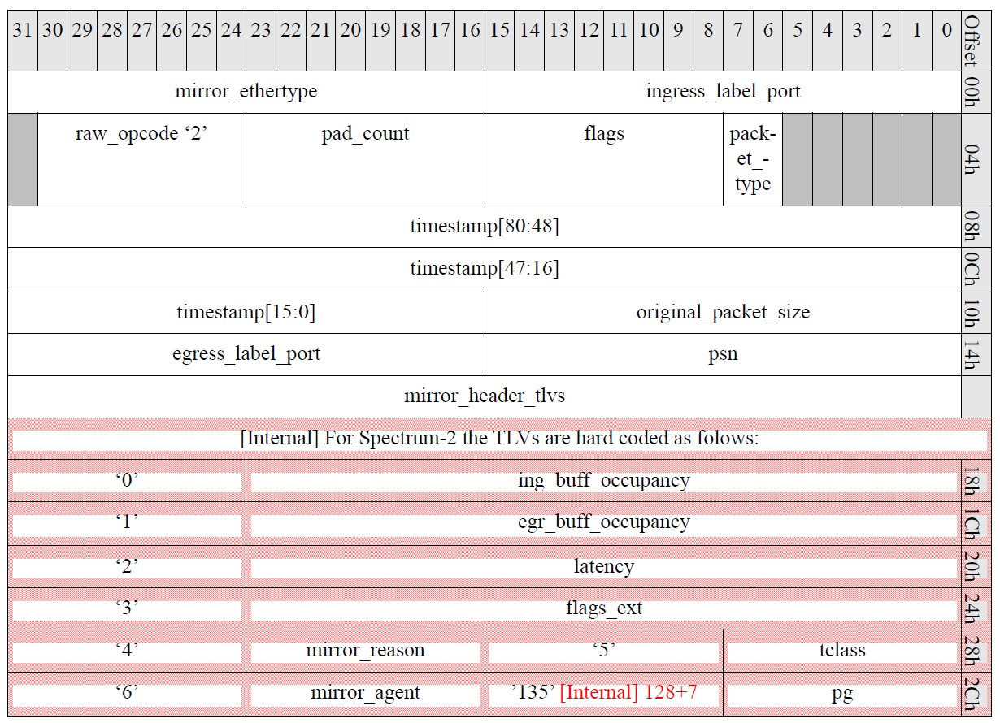 31 30 29 28 27 26 25 24 23 22 21 20 19 18 17 16 15 14 13 12 11 10 9 8 7 6 5 4 3 2 1 0 Offset
mirror_ethertype ingress_label_port 00h
raw_opcode ‘2’ pad_count flags pack-
et_-
type 04h
timestamp[80:48] 08h
timestamp[47:16] 0Ch
timestamp[15:0] original_packet_size 10h
egress_label_port psn 14h
mirror_header_tlvs
[Internal] For Spectrum-2 the TLVs are hard coded as folows:
‘0’ ing_buff_occupancy 18h
‘1’ egr_buff_occupancy 1Ch
‘2’ latency 20h
‘3’ flags_ext 24h
‘4’ mirror_reason ‘5’ tclass 28h
‘6’ mirror_agent ’135’ [Internal] 128+7 pg 2Ch